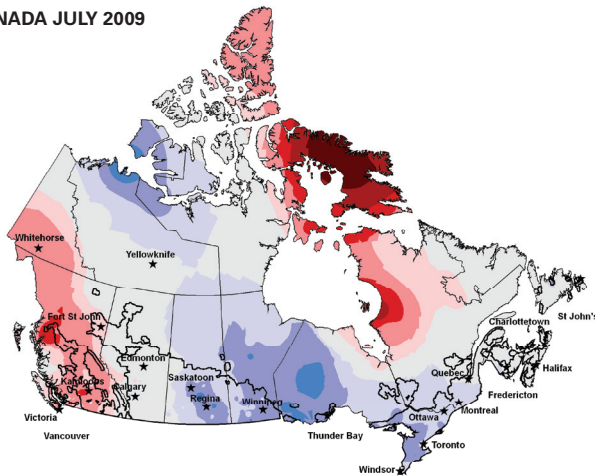 NADA JULY 2009
Whitehorse
Yellowknife
Fort St John
St John's
Charlottetown
Edmonton
Halifax
Kamloops
Calgary
Saskatoon
Quebec
Regina
Winnipeg
Fredericton
Victoria
Ottawa
Montreal
Vancouver
Thunder Bay
Toronto
Windsor